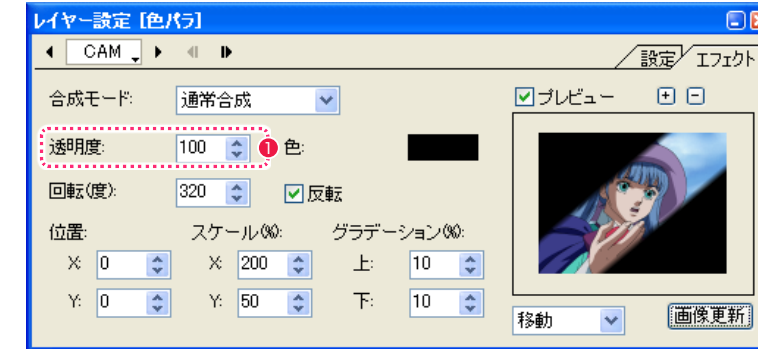 レイヤー設定 [色パラ]
CAM
設定 エフェクト
合成モード: 通常合成
プレビュー
透明度: 100 1 色:
回転(度): 320 反転
位置: スケール(%): グラデーション(%):
X: 0 X: 200 上: 10
Y: 0 Y: 50 下: 10
移動 画像更新